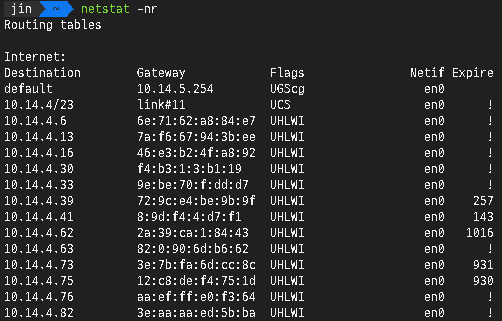 jin ~ netstat -nr
Routing tables
Internet:
Destination Gateway Flags Netif Expire
default 10.14.5.254 UGScg en0
10.14.4/23 link#11 UCS en0 !
10.14.4.6 6e:71:62:a8:84:e7 UHLWI en0 !
10.14.4.13 7a:f6:67:94:3b:ee UHLWI en0 !
10.14.4.16 46:e3:b2:4f:a8:92 UHLWI en0 !
10.14.4.30 f4:b3:1:3:b1:19 UHLWI en0 !
10.14.4.33 9e:be:70:f:dd:d7 UHLWI en0 !
10.14.4.39 72:9c:e4:be:9b:9f UHLWI en0 257
10.14.4.41 8:9d:f4:4:d7:f1 UHLWI en0 143
10.14.4.62 2a:39:ca:1:84:43 UHLWI en0 1016
10.14.4.63 82:0:90:6d:b6:62 UHLWI en0 !
10.14.4.73 3e:7b:fa:6d:cc:8c UHLWI en0 931
10.14.4.75 12:c8:de:f4:75:1d UHLWI en0 930
10.14.4.76 aa:ef:ff:e0:f3:64 UHLWI en0 !
10.14.4.82 3e:aa:aa:ed:5b:ba UHLWI en0 !